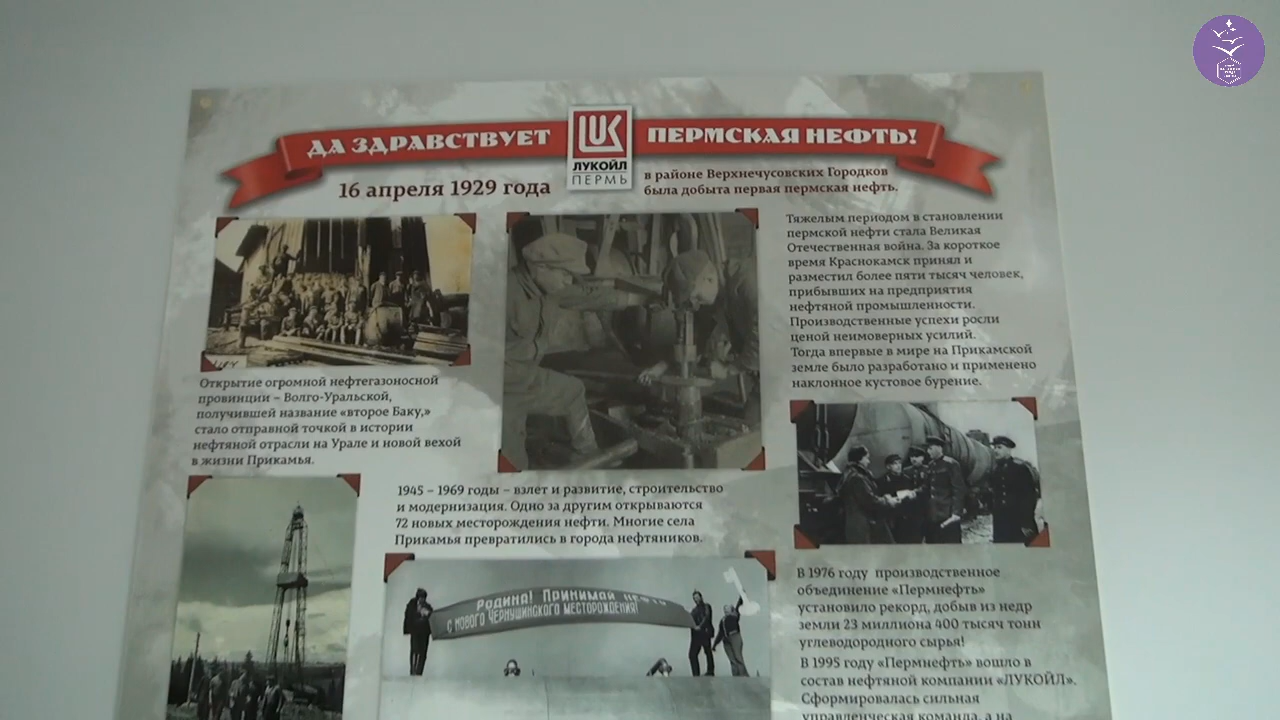 ДА ЗДРАВСТВУЕТ
LUK
ЛУКОЙЛ
ПЕРМЬ
ПЕРМСКАЯ НЕФТЬ!
16 апреля 1929 года
в районе Верхнечусовских Городков
была добыта первая пермская нефть.
Открытие огромной нефтегазоносной
провинции – Волго-Уральской,
получившей название «второе Баку,»
стало отправной точкой в истории
нефтяной отрасли на Урале и новой вехой
в жизни Прикамья.
1945 – 1969 годы – взлет и развитие, строительство
и модернизация. Одно за другим открываются
72 новых месторождения нефти. Многие села
Прикамья превратились в города нефтяников.
РОДИНА! ПРИНИМАЙ НЕФТЬ
С НОВОГО ЧЕРНУШИНСКОГО МЕСТОРОЖДЕНИЯ!
Тяжелым периодом в становлении
пермской нефти стала Великая
Отечественная война. За короткое
время Краснокамск принял и
разместил более пяти тысяч человек,
прибывших на предприятия
нефтяной промышленности.
Производственные успехи росли
ценой неимоверных усилий.
Тогда впервые в мире на Прикамской
земле было разработано и применено
наклонное кустовое бурение.
В 1976 году производственное
объединение «Пермнефть»
установило рекорд, добыв из недр
земли 23 миллиона 400 тысяч тонн
углеводородного сырья!
В 1995 году «Пермнефть» вошло в
состав нефтяной компании «ЛУКОЙЛ».
Сформировалась сильная
управленческая команда, а на